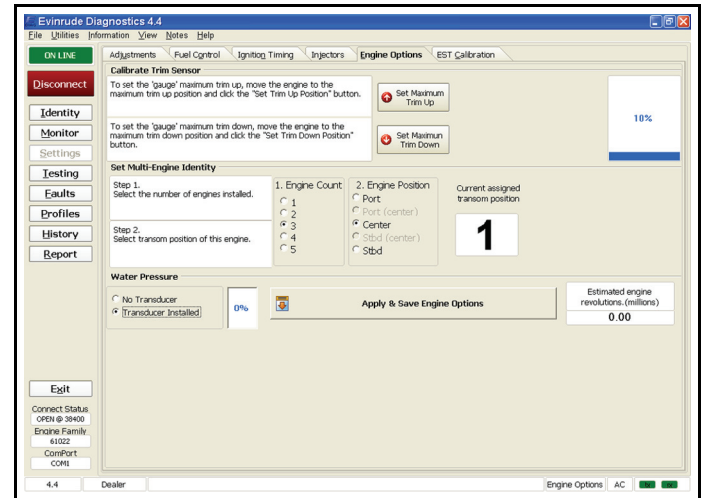 Evinrude Diagnostics 4.4
File Utilities Information View Notes Help
ON LINE
Disconnect
Identity
Monitor
Settings
Testing
Faults
Profiles
History
Report
Exit
Connect Status
OPEN @ 38400
Engine Family
61022
ComPort
COM1
Adjustments Fuel Control Ignition Timing Injectors Engine Options EST Calibration
Calibrate Trim Sensor
To set the 'gauge' maximum trim up, move the engine to the
maximum trim up position and click the "Set Trim Up Position" button.
Set Maximum
Trim Up
To set the 'gauge' maximum trim down, move the engine to the
maximum trim down position and click the "Set Trim Down Position"
button.
Set Maximun
Trim Down
10%
Set Multi-Engine Identity
Step 1.
Select the number of engines installed.
Step 2.
Select transom position of this engine.
1. Engine Count
1
2
3
4
5
2. Engine Position
Port
Port (center)
Center
Stbd (center)
Stbd
Current assigned
transom position
1
Water Pressure
No Transducer
Transducer Installed
0%
Apply & Save Engine Options
Estimated engine
revolutions.(millions)
0.00
4.4 Dealer Engine Options AC